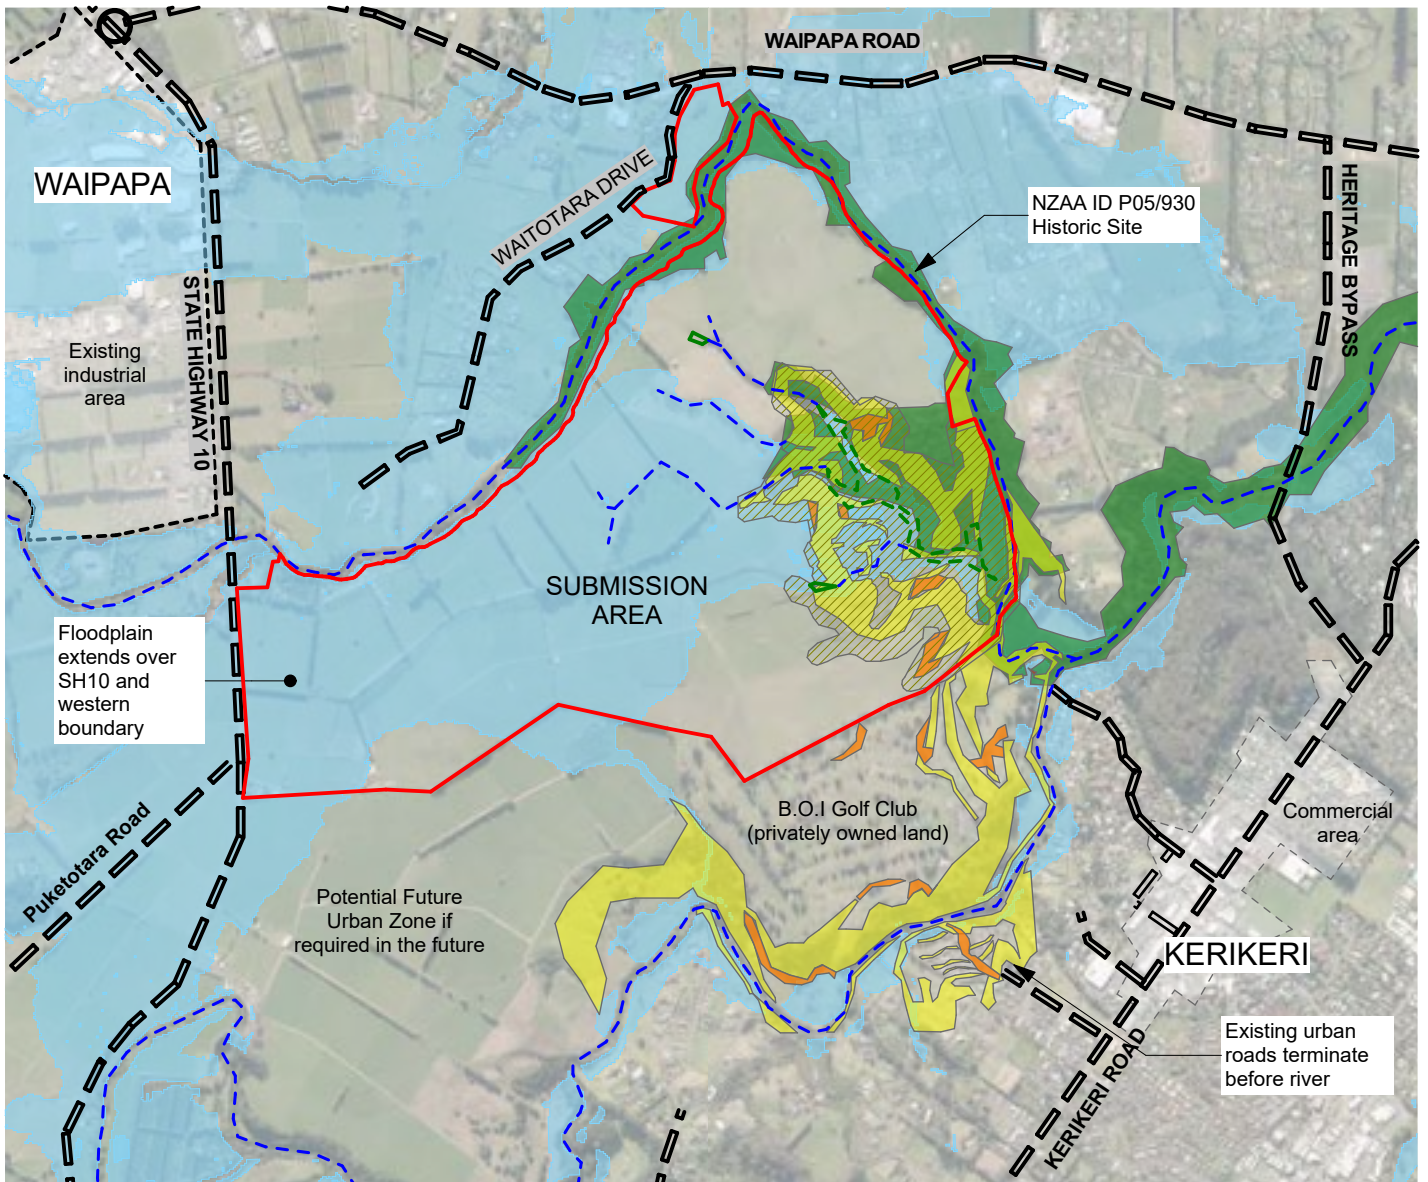 WAIPAPA ROAD
WAIPAPA
WAITOTARA DRIVE
NZAA ID P05/930
Historic Site
HERITAGE BYPASS
STATE HIGHWAY 10
Existing
industrial
area
SUBMISSION
AREA
Floodplain
extends over
SH10 and
western
boundary
Puketotara Road
B.O.I Golf Club
(privately owned land)
Commercial
area
Potential Future
Urban Zone if
required in the future
KERIKERI
Existing urban
roads terminate
before river
KERIKERI ROAD